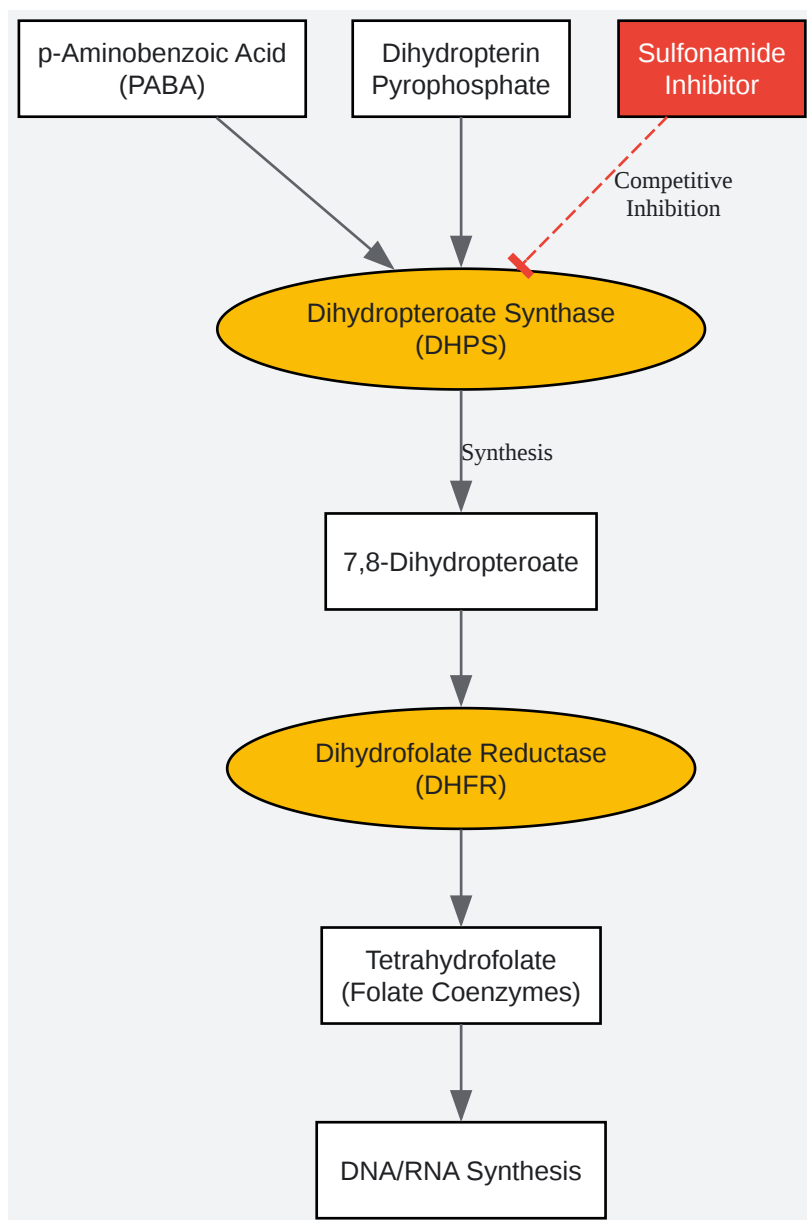 p-Aminobenzoic Acid
(PABA)
Dihydropterin
Pyrophosphate
Sulfonamide
Inhibitor
Competitive
Inhibition
Dihydropteroate Synthase
(DHPS)
Synthesis
7,8-Dihydropteroate
Dihydrofolate Reductase
(DHFR)
Tetrahydrofolate
(Folate Coenzymes)
DNA/RNA Synthesis